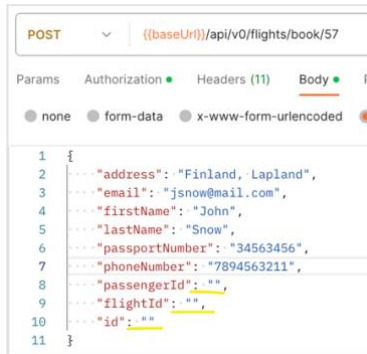 POST {{baseUrl}}/api/v0/flights/book/57
Params Authorization Headers (11) Body
none form-data x-www-form-urlencoded
1 {
2 "address": "Finland, Lapland",
3 "email": "jsnow@mail.com",
4 "firstName": "John",
5 "lastName": "Snow",
6 "passportNumber": "34563456",
7 "phoneNumber": "7894563211",
8 "passengerId": "",
9 "flightId": "",
10 "id": ""
11 }